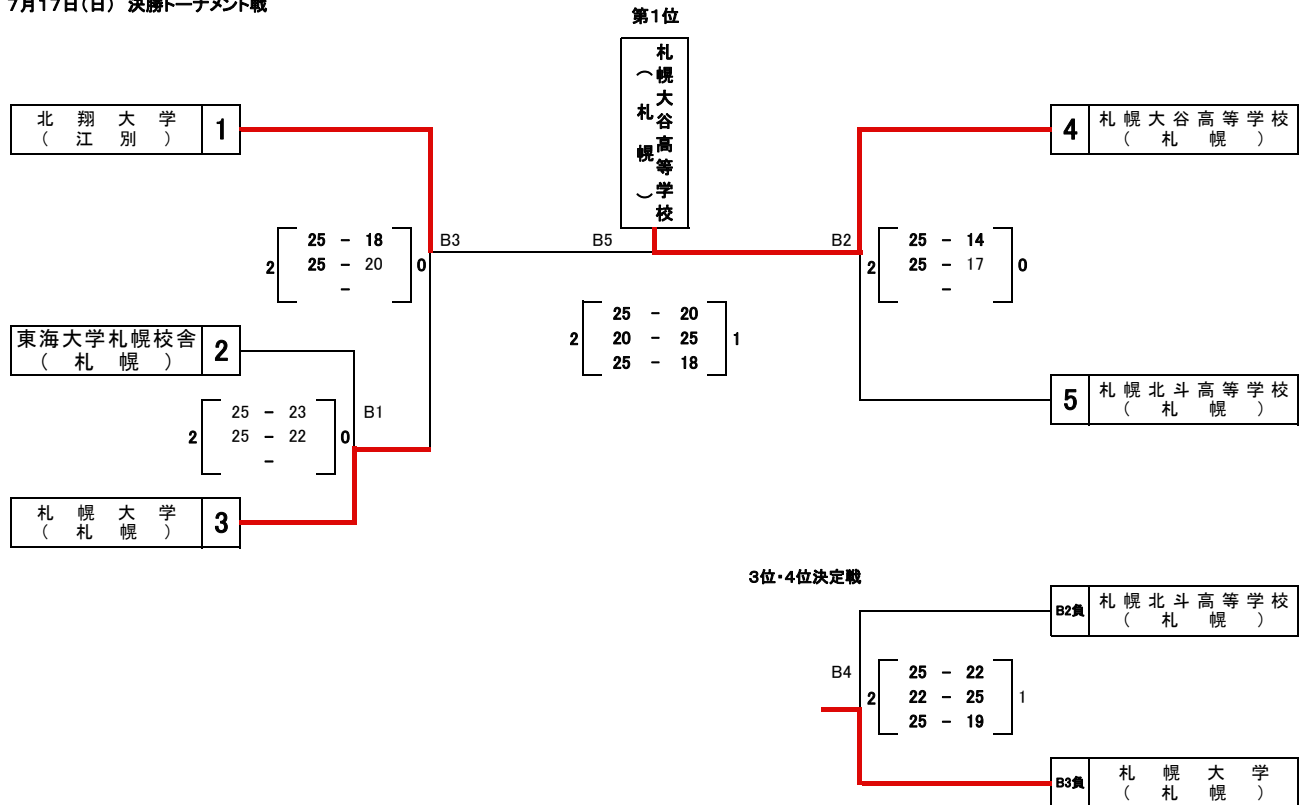 7月17日(日) 決勝トーナメント戦
第1位
札幌大谷高等学校
(札幌)
北翔大学
(江別)
1
4
札幌大谷高等学校
(札幌)
B3
B5
B2
2
25 - 18
25 - 20
-
0
2
25 - 14
25 - 17
-
0
2
25 - 20
20 - 25
25 - 18
1
東海大学札幌校舎
(札幌)
2
5
札幌北斗高等学校
(札幌)
B1
2
25 - 23
25 - 22
-
0
札幌大学
(札幌)
3
3位・4位決定戦
B2負
札幌北斗高等学校
(札幌)
B4
2
25 - 22
22 - 25
25 - 19
1
B3負
札幌大学
(札幌)